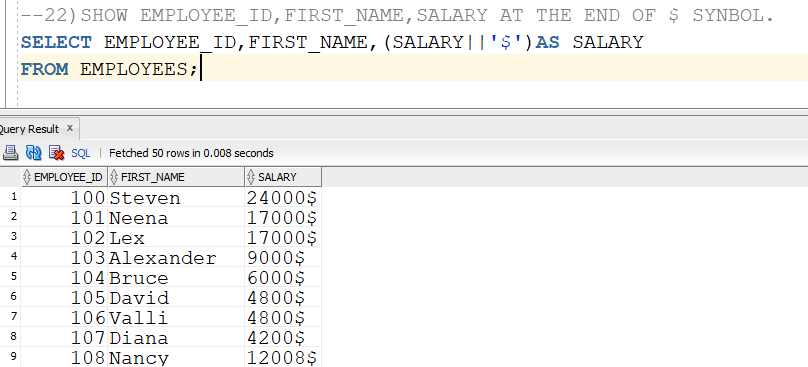 --22)SHOW EMPLOYEE_ID,FIRST_NAME,SALARY AT THE END OF $ SYNBOL.
SELECT EMPLOYEE_ID,FIRST_NAME,(SALARY||'$')AS SALARY
FROM EMPLOYEES;
Query Result x
SQL | Fetched 50 rows in 0.008 seconds
EMPLOYEE_ID FIRST_NAME SALARY
1 100 Steven 24000$
2 101 Neena 17000$
3 102 Lex 17000$
4 103 Alexander 9000$
5 104 Bruce 6000$
6 105 David 4800$
7 106 Valli 4800$
8 107 Diana 4200$
9 108 Nancy 12008$